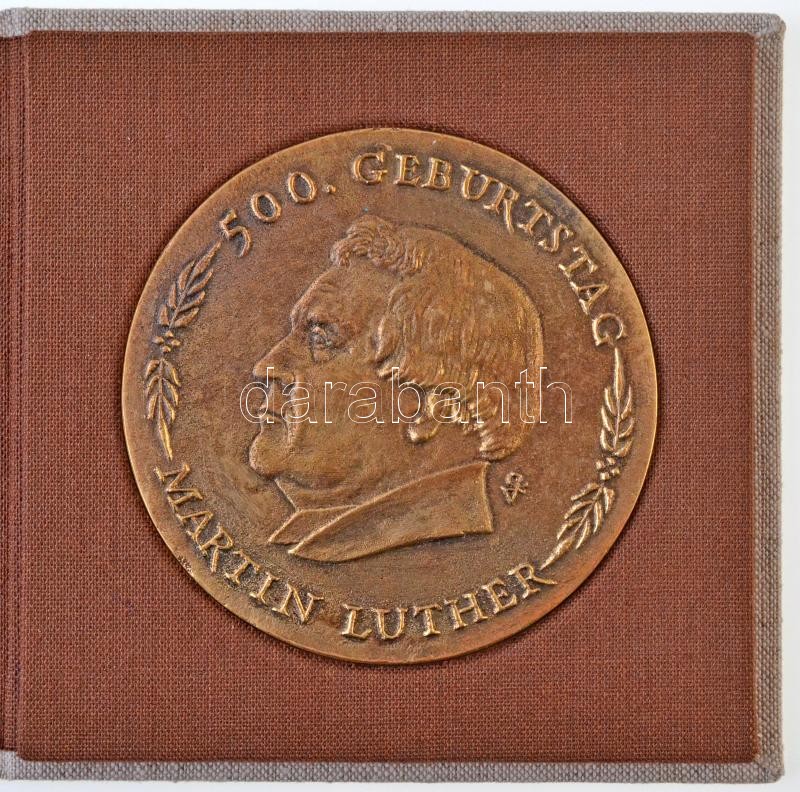 500. GEBURTSTAG
MARTIN LUTHER
darabanth